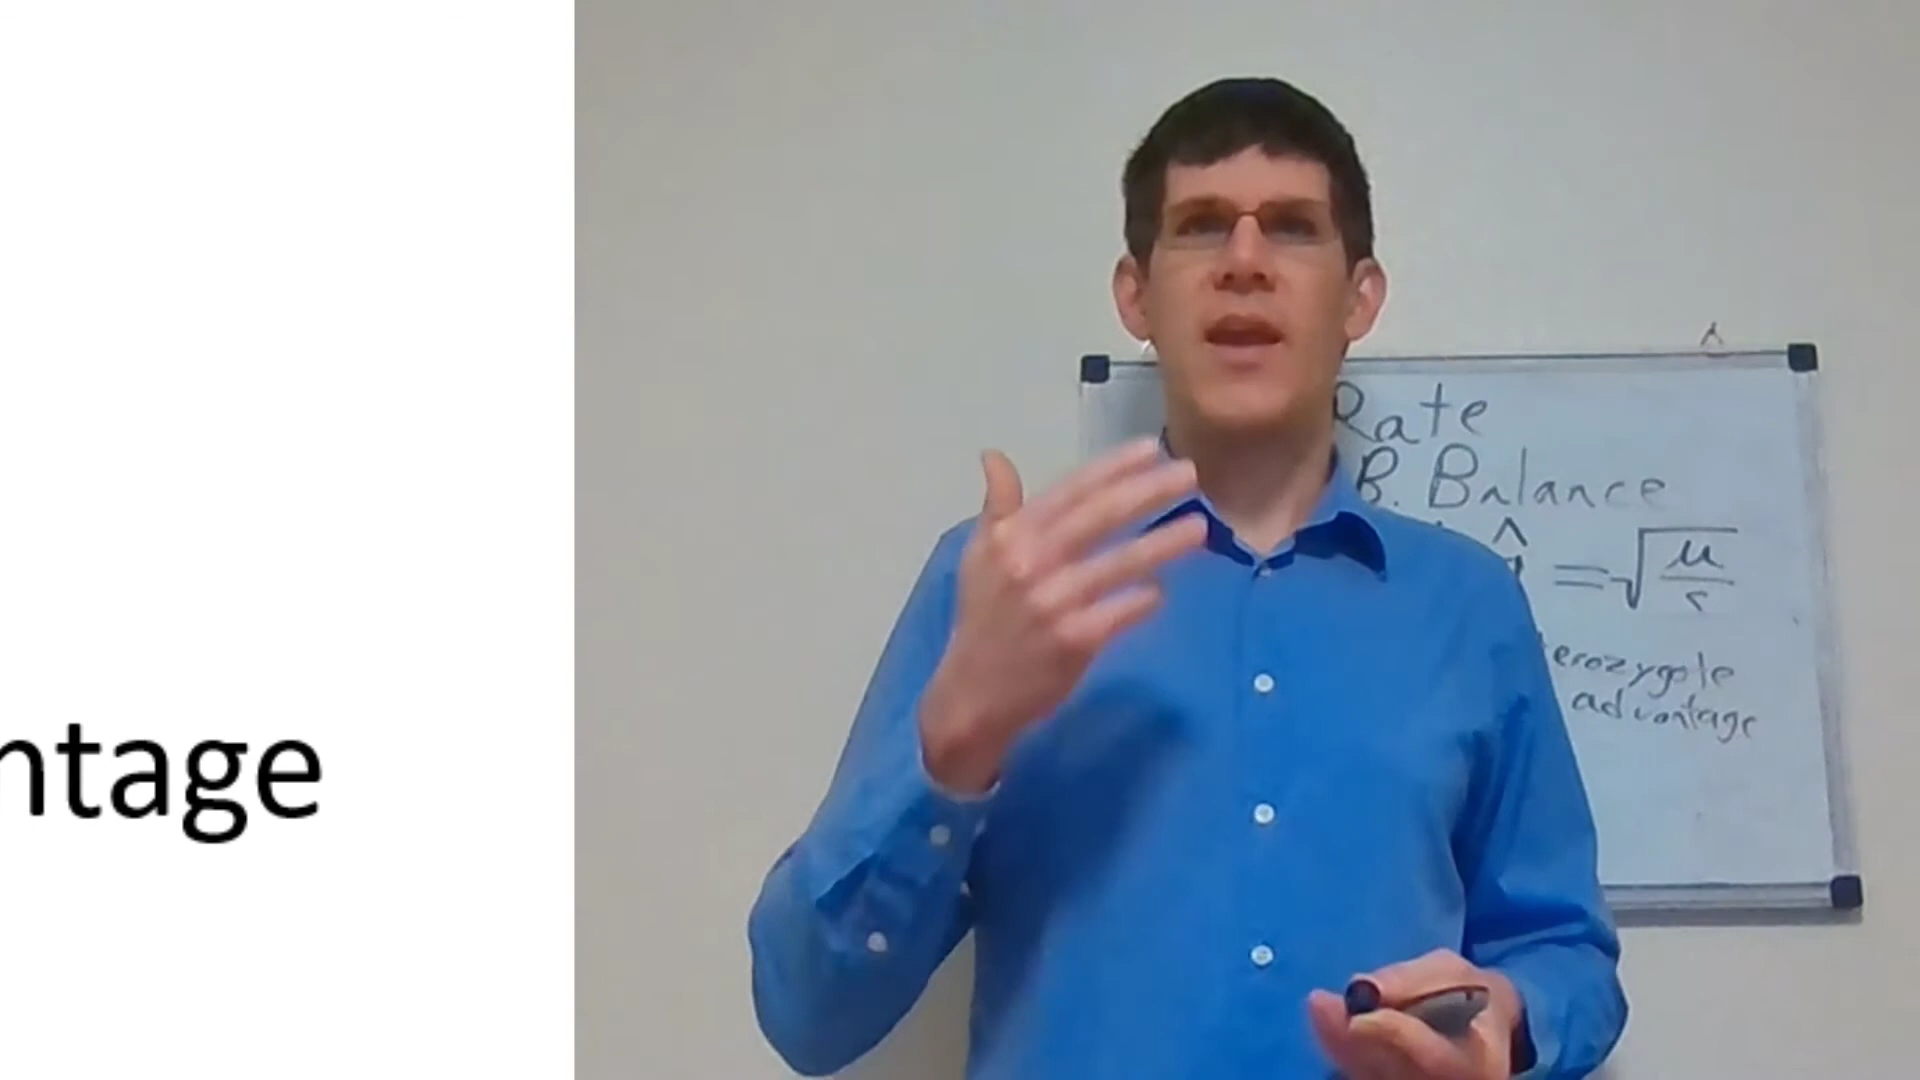 ntage
Rate
B. Balance
^
q = √μ/s
erozygote
advantage